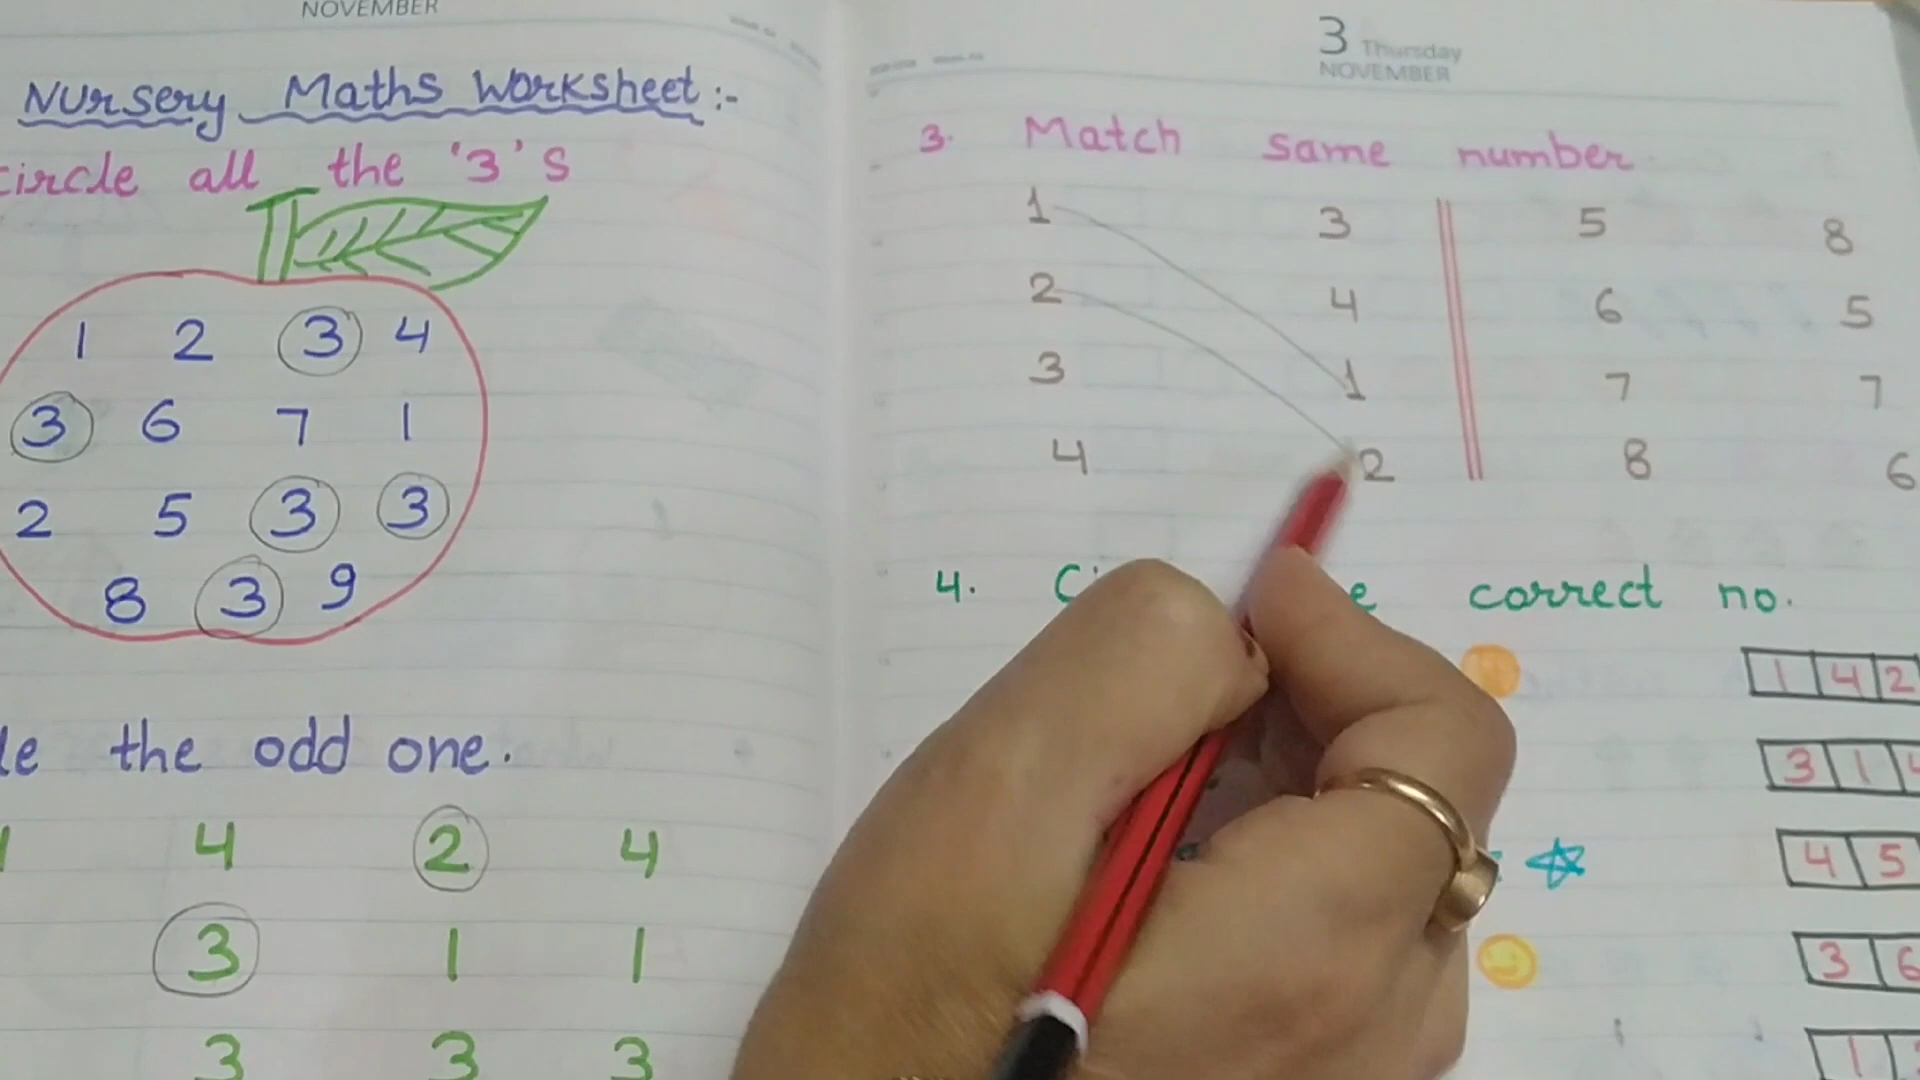 NOVEMBER
Nursery Maths Worksheet:-
Circle all the '3's
1 2 3 4
3 6 7 1
2 5 3 3
8 3 9
the odd one.
4 2 4
3 1 1
3 3 3
3 Thursday
NOVEMBER
3. Match same number
1 3 5 8
2 4 6 5
3 1 7 7
4 2 8 6
4. correct no.
1 4 2
3 1 4
4 5
3 6
1